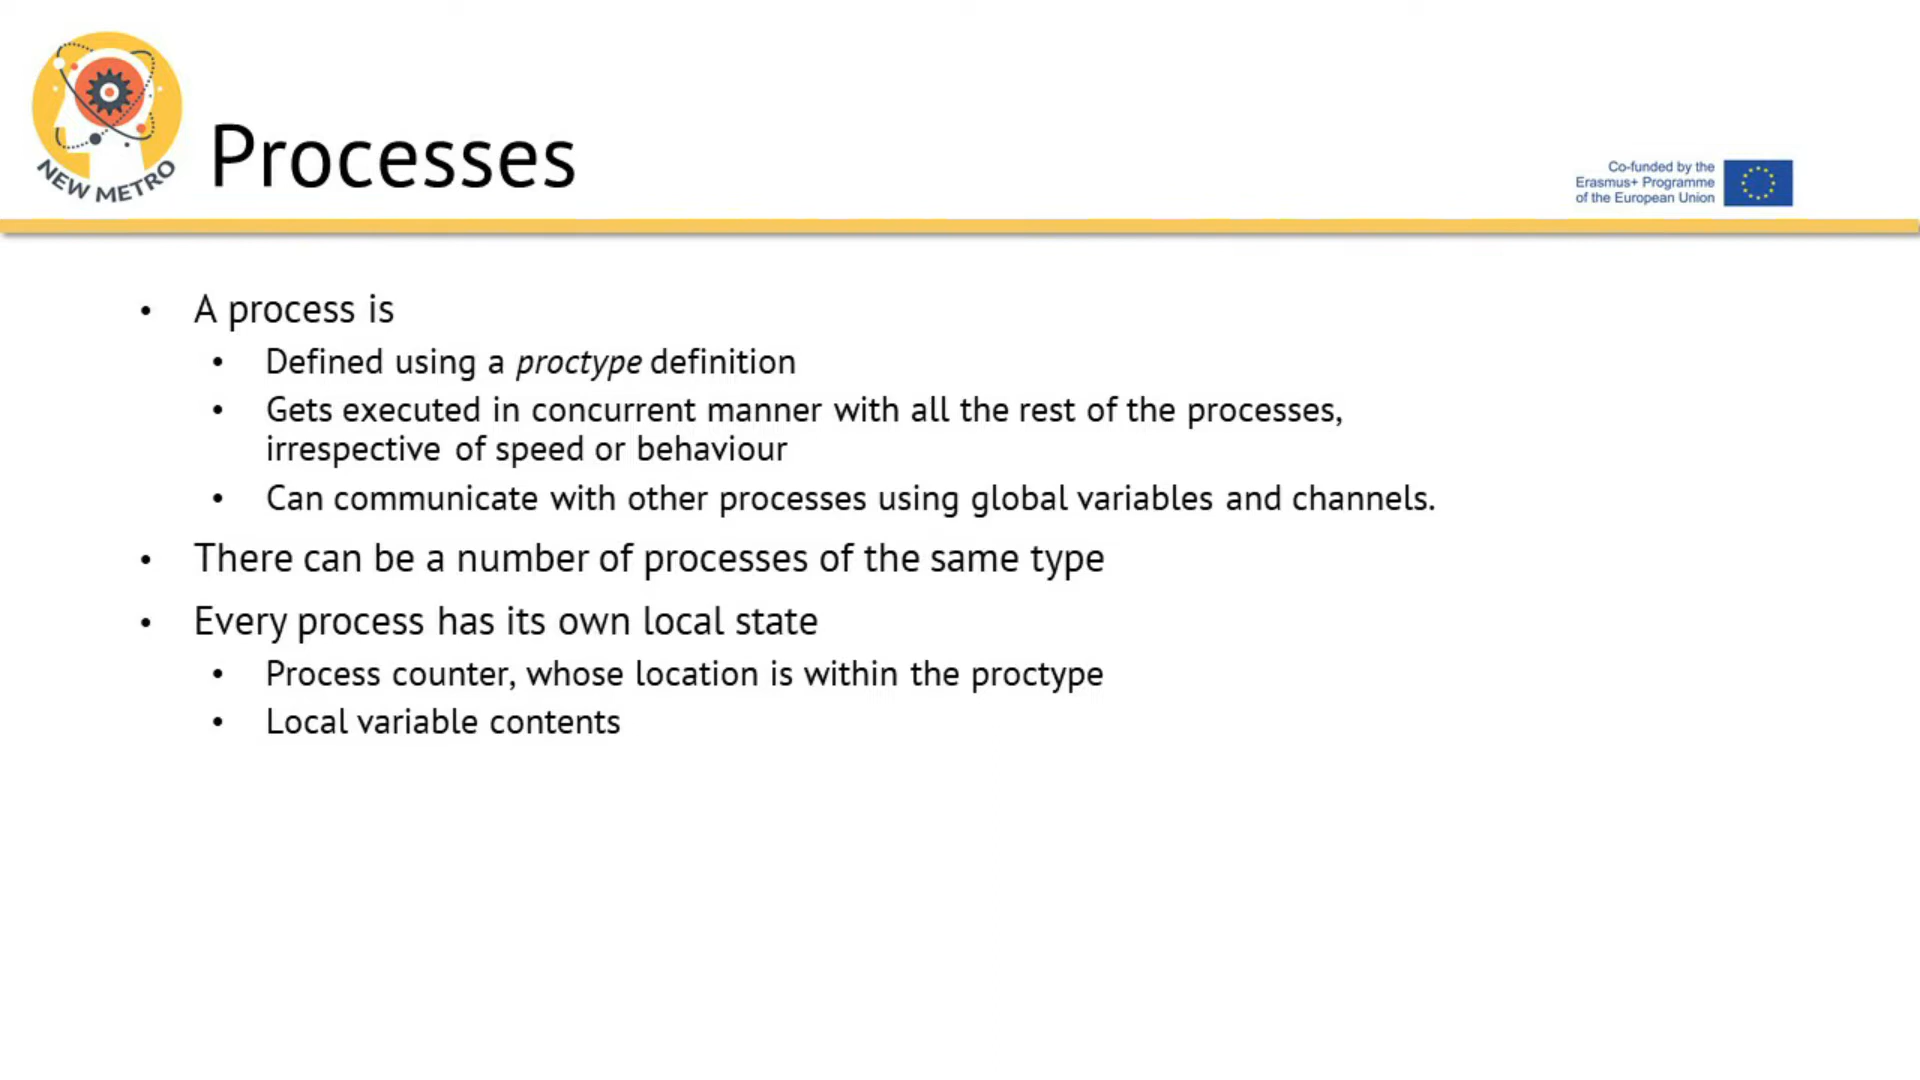 NEW METRO
Processes
Co-funded by the
Erasmus+ Programme
of the European Union
• A process is
• Defined using a proctype definition
• Gets executed in concurrent manner with all the rest of the processes,
irrespective of speed or behaviour
• Can communicate with other processes using global variables and channels.
• There can be a number of processes of the same type
• Every process has its own local state
• Process counter, whose location is within the proctype
• Local variable contents